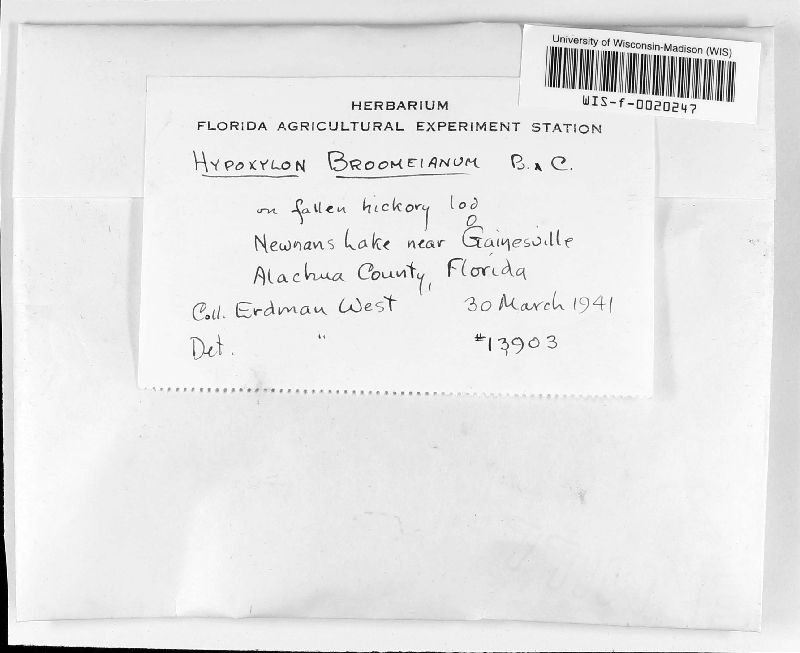 University of Wisconsin-Madison (WIS)
WIS-f-0020247
HERBARIUM
FLORIDA AGRICULTURAL EXPERIMENT STATION
HYPOXYLON BROOMEIANUM B. & C.
on fallen hickory log
Newnans Lake near Gainesville
Alachua County, Florida
Coll. Erdman West 30 March 1941
Det. " #13903